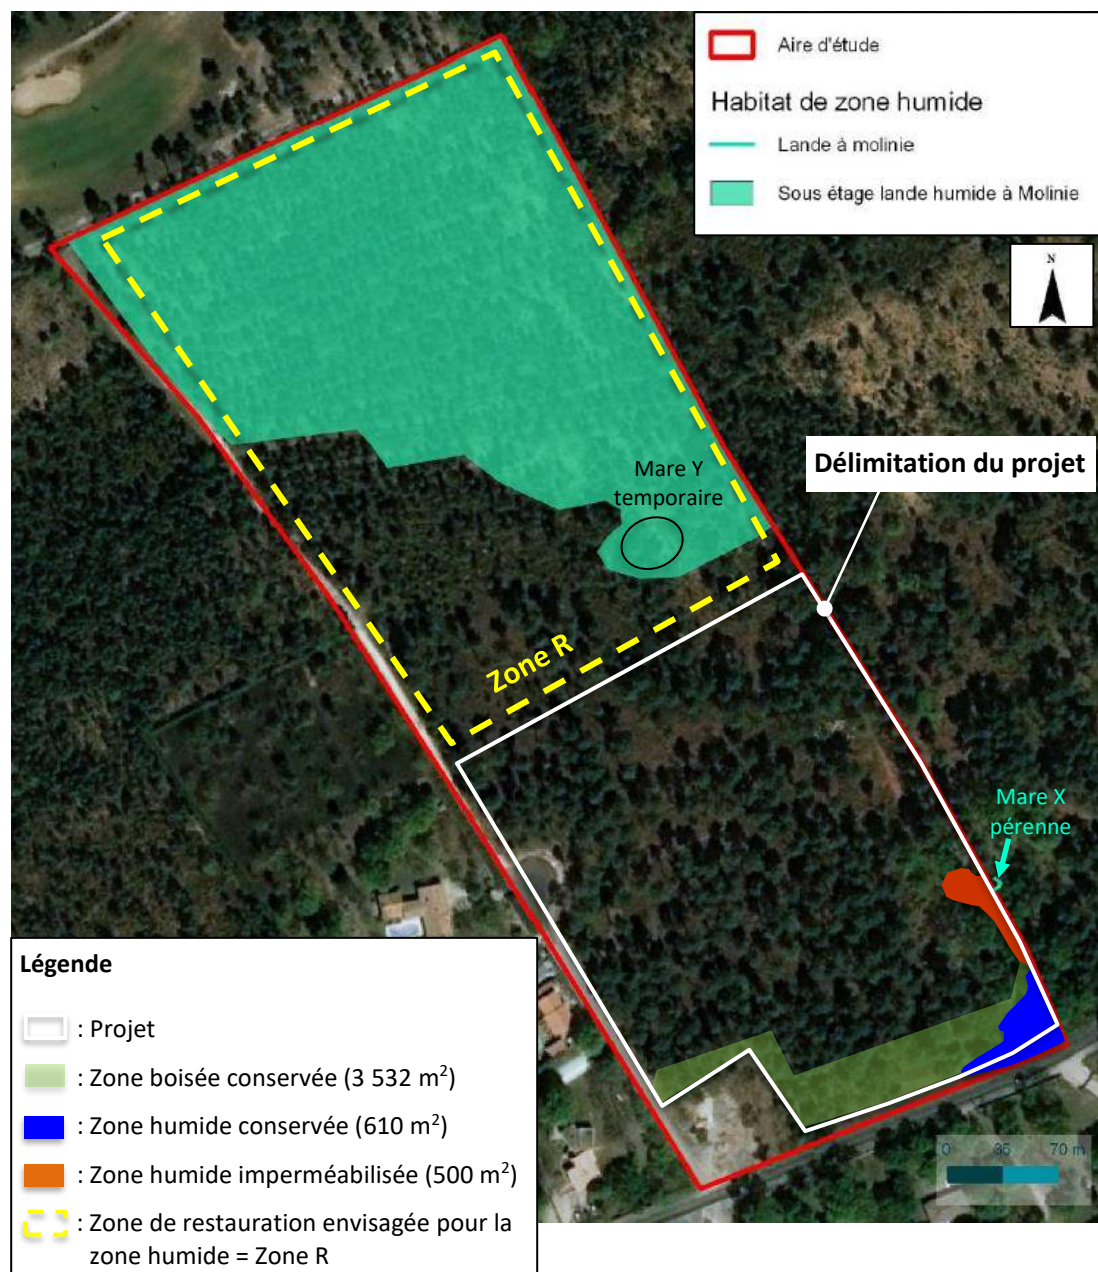 Aire d'étude
Habitat de zone humide
Lande à molinie
Sous étage lande humide à Molinie
N
Délimitation du projet
Mare Y
temporaire
Zone R
Mare X
pérenne
Légende
: Projet
: Zone boisée conservée (3 532 m²)
: Zone humide conservée (610 m²)
: Zone humide imperméabilisée (500 m²)
: Zone de restauration envisagée pour la
zone humide = Zone R
0 35 70 m